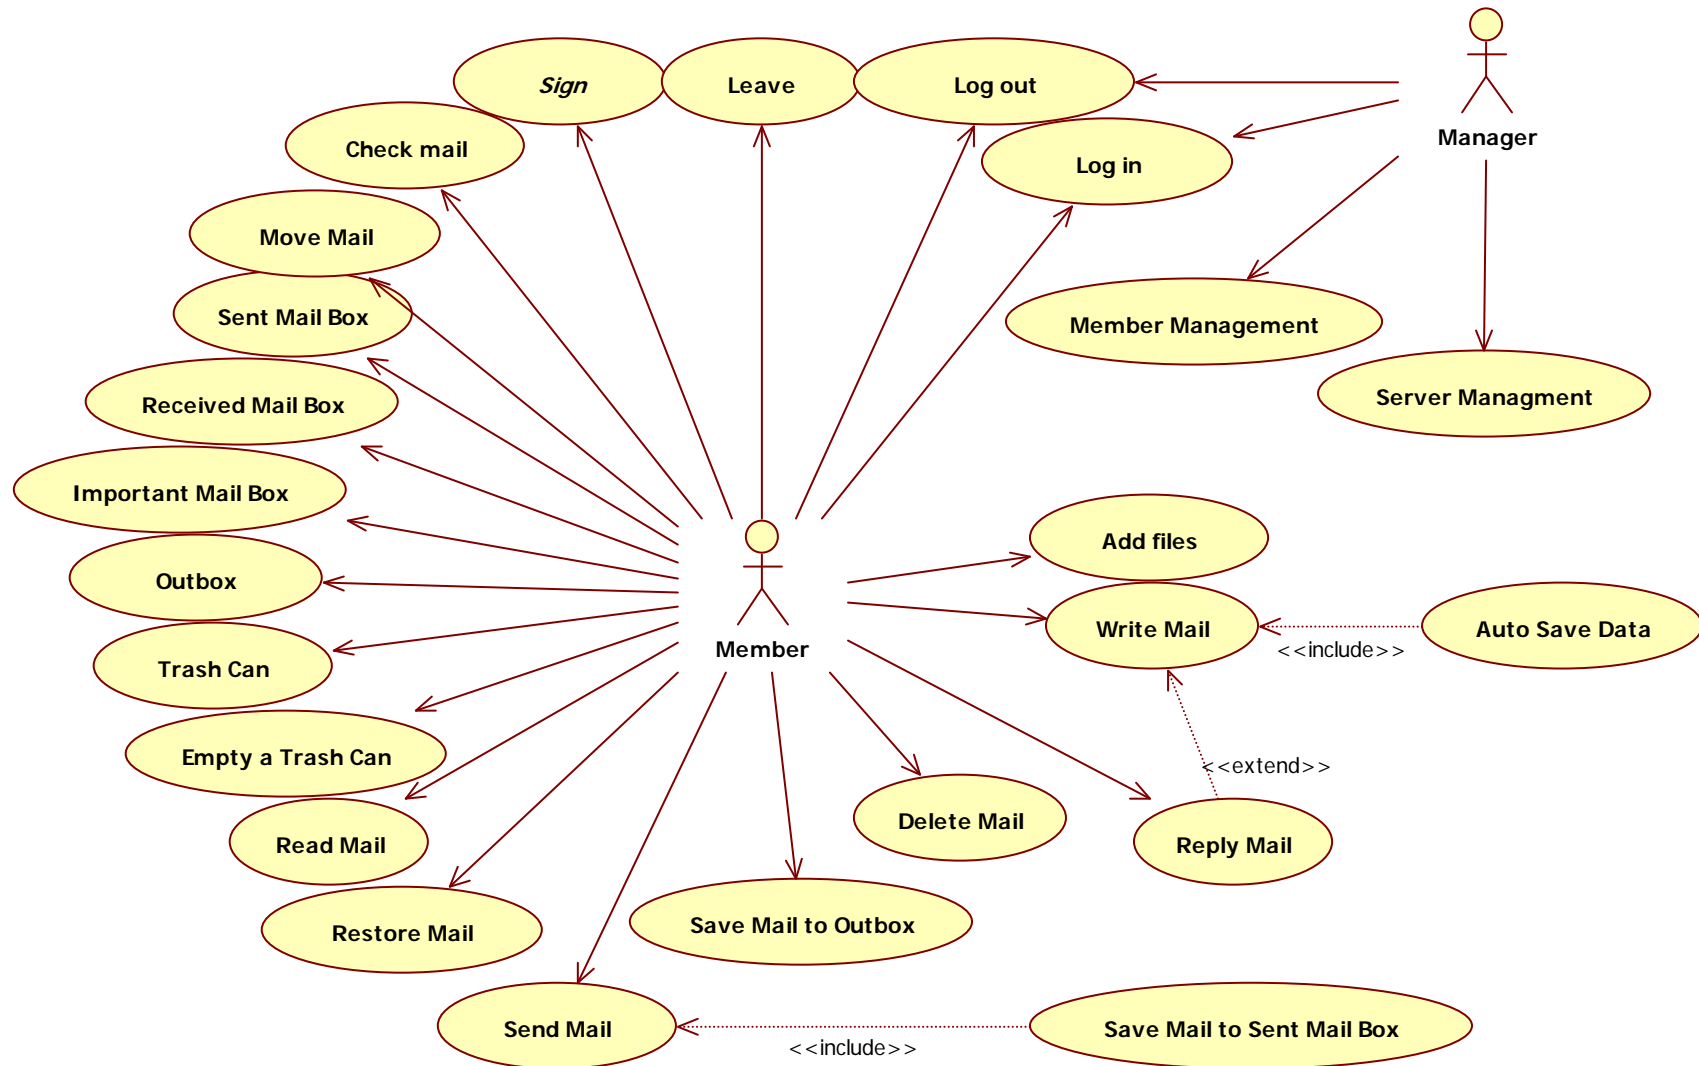 Sign
Leave
Log out
Check mail
Log in
Manager
Move Mail
Sent Mail Box
Member Management
Received Mail Box
Server Managment
Important Mail Box
Add files
Outbox
Write Mail
Auto Save Data
<<include>>
Member
Trash Can
Empty a Trash Can
<<extend>>
Delete Mail
Read Mail
Reply Mail
Restore Mail
Save Mail to Outbox
Send Mail
Save Mail to Sent Mail Box
<<include>>